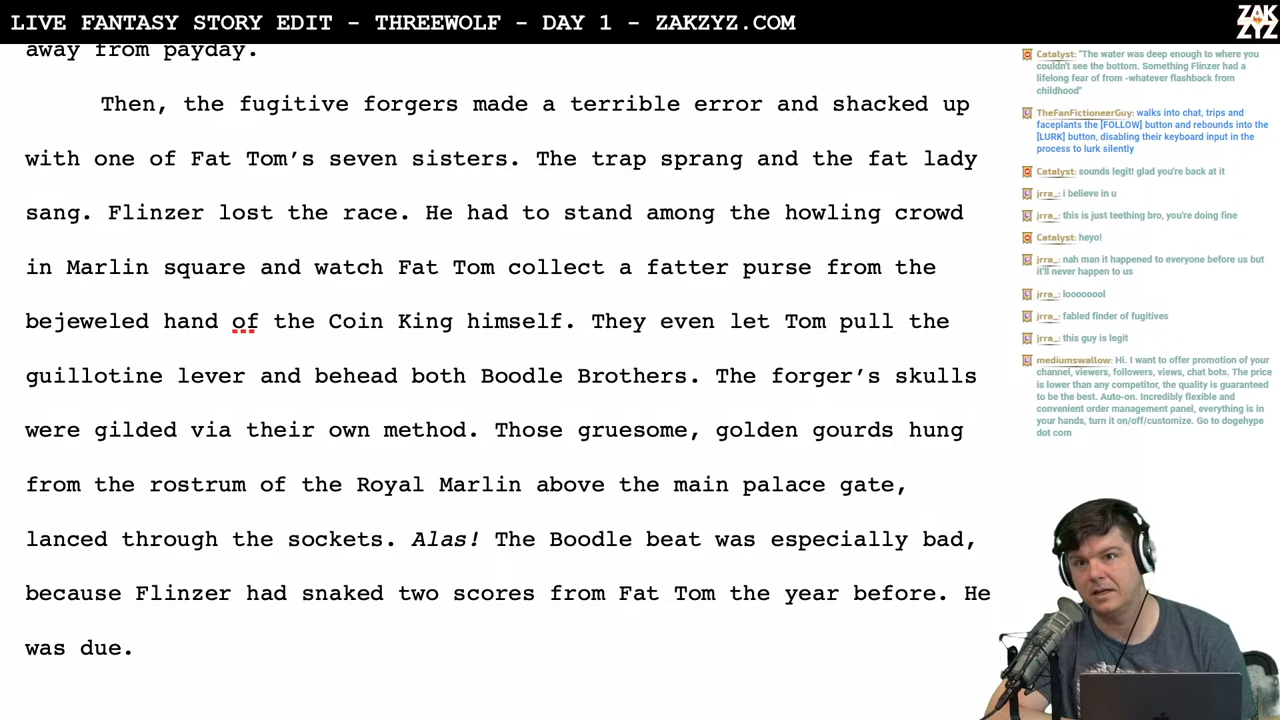 LIVE FANTASY STORY EDIT - THREEWOLF - DAY 1 - ZAKZYZ.COM
ZAK
ZYZ
away from payday.
Then, the fugitive forgers made a terrible error and shacked up
with one of Fat Tom’s seven sisters. The trap sprang and the fat lady
sang. Flinzer lost the race. He had to stand among the howling crowd
in Marlin square and watch Fat Tom collect a fatter purse from the
bejeweled hand of the Coin King himself. They even let Tom pull the
guillotine lever and behead both Boodle Brothers. The forger’s skulls
were gilded via their own method. Those gruesome, golden gourds hung
from the rostrum of the Royal Marlin above the main palace gate,
lanced through the sockets. Alas! The Boodle beat was especially bad,
because Flinzer had snaked two scores from Fat Tom the year before. He
was due.
Catalyst: "The water was deep enough to where you
couldn't see the bottom. Something Flinzer had a
lifelong fear of from -whatever flashback from
childhood"
TheFanFictioneerGuy: walks into chat, trips and
faceplants the [FOLLOW] button and rebounds into the
[LURK] button, disabling their keyboard input in the
process to lurk silently
Catalyst: sounds legit! glad you're back at it
jrra_: i believe in u
jrra_: this is just teething bro, you're doing fine
Catalyst: heyo!
jrra_: nah man it happened to everyone before us but
it'll never happen to us
jrra_: loooooool
jrra_: fabled finder of fugitives
jrra_: this guy is legit
mediumswallow: Hi. I want to offer promotion of your
channel, viewers, followers, views, chat bots. The price
is lower than any competitor, the quality is guaranteed
to be the best. Auto-on. Incredibly flexible and
convenient order management panel, everything is in
your hands, turn it on/off/customize. Go to dogehype
dot com